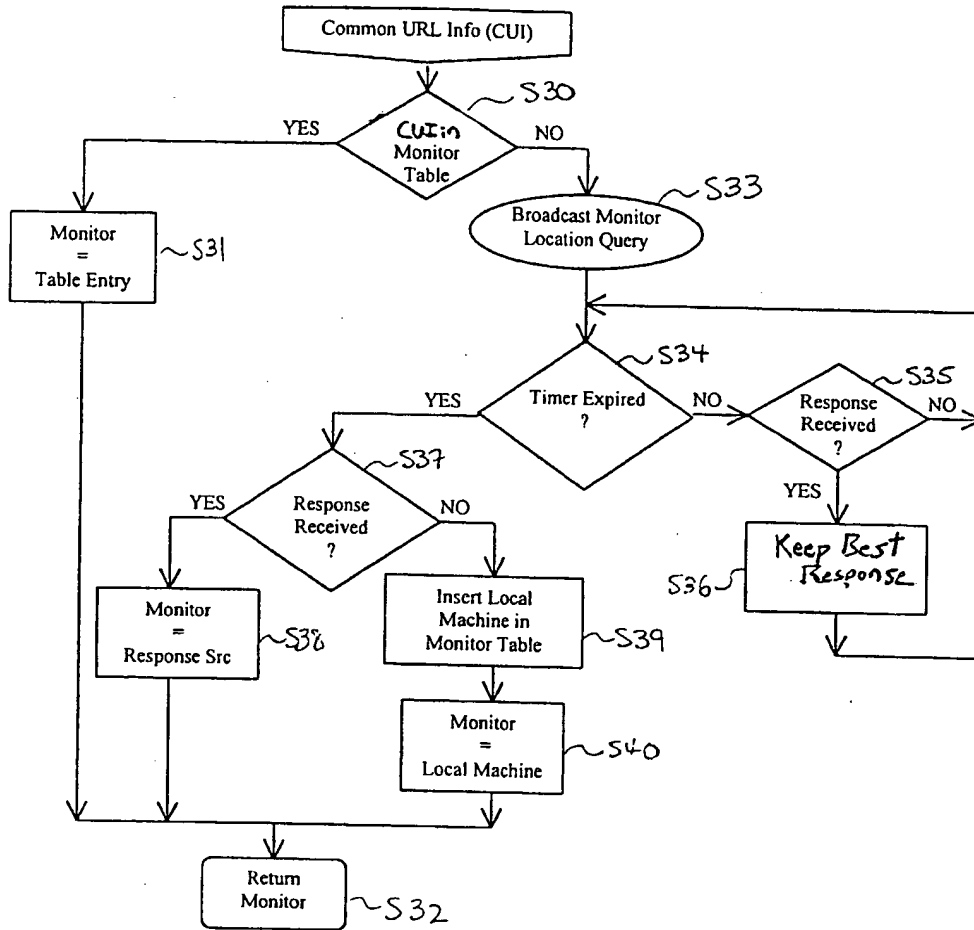 Common URL Info (CUI)
S30
YES
CUI in
Monitor
Table
NO
S33
Broadcast Monitor
Location Query
Monitor
=
Table Entry
S31
S34
Timer Expired
?
YES
NO
S35
Response
Received
?
NO
YES
S37
Response
Received
?
YES
NO
Keep Best
Response
S36
Monitor
=
Response Src
S38
Insert Local
Machine in
Monitor Table
S39
Monitor
=
Local Machine
S40
Return
Monitor
S32